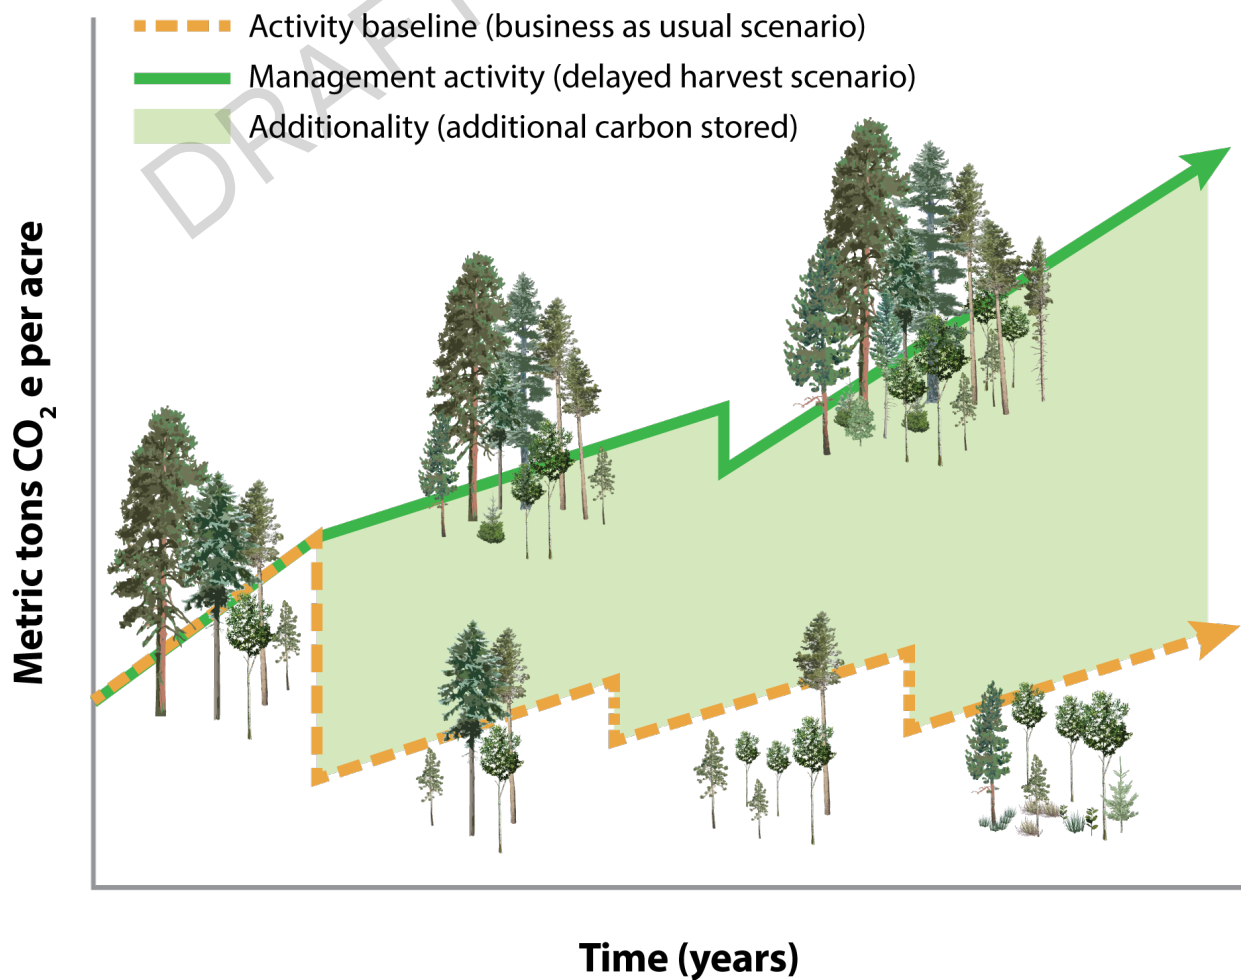 Activity baseline (business as usual scenario)
Management activity (delayed harvest scenario)
Additionality (additional carbon stored)
DRAFT
Metric tons CO₂ e per acre
Time (years)